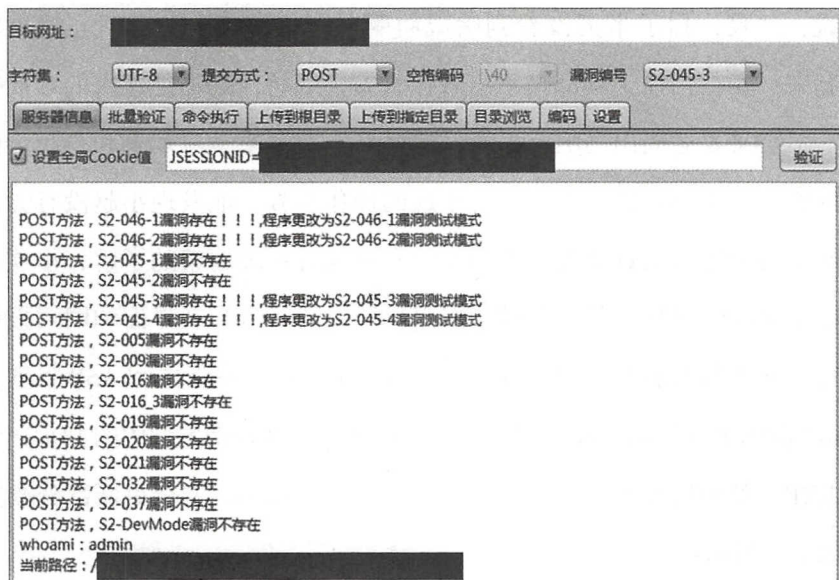 目标网址：
字符集： UTF-8 提交方式： POST 空格编码 \40 漏洞编号 S2-045-3
服务器信息 批量验证 命令执行 上传到根目录 上传到指定目录 目录浏览 编码 设置
设置全局Cookie值 JSESSIONID= 验证
POST方法，S2-046-1漏洞存在！！！,程序更改为S2-046-1漏洞测试模式
POST方法，S2-046-2漏洞存在！！！,程序更改为S2-046-2漏洞测试模式
POST方法，S2-045-1漏洞不存在
POST方法，S2-045-2漏洞不存在
POST方法，S2-045-3漏洞存在！！！,程序更改为S2-045-3漏洞测试模式
POST方法，S2-045-4漏洞存在！！！,程序更改为S2-045-4漏洞测试模式
POST方法，S2-005漏洞不存在
POST方法，S2-009漏洞不存在
POST方法，S2-016漏洞不存在
POST方法，S2-016_3漏洞不存在
POST方法，S2-019漏洞不存在
POST方法，S2-020漏洞不存在
POST方法，S2-021漏洞不存在
POST方法，S2-032漏洞不存在
POST方法，S2-037漏洞不存在
POST方法，S2-DevMode漏洞不存在
whoami：admin
当前路径：/